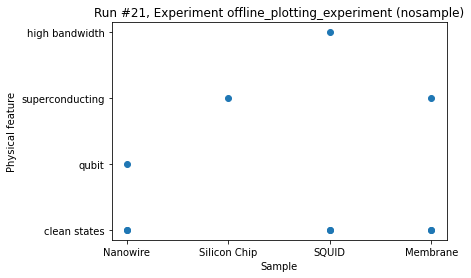 Run #21, Experiment offline_plotting_experiment (nosample)
high bandwidth
superconducting
qubit
clean states
Physical feature
Nanowire Silicon Chip SQUID Membrane
Sample